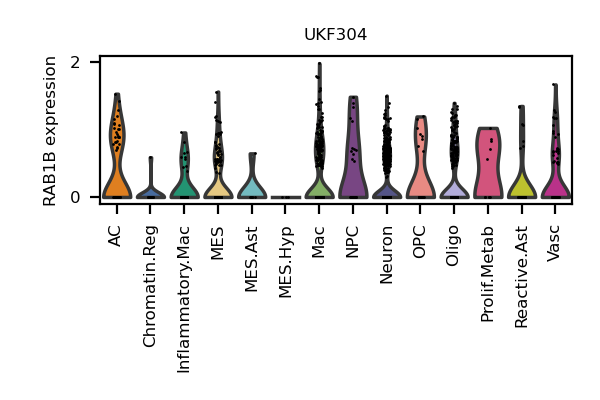 UKF304
RAB1B expression
2
0
AC
Chromatin.Reg
Inflammatory.Mac
MES
MES.Ast
MES.Hyp
Mac
NPC
Neuron
OPC
Oligo
Prolif.Metab
Reactive.Ast
Vasc